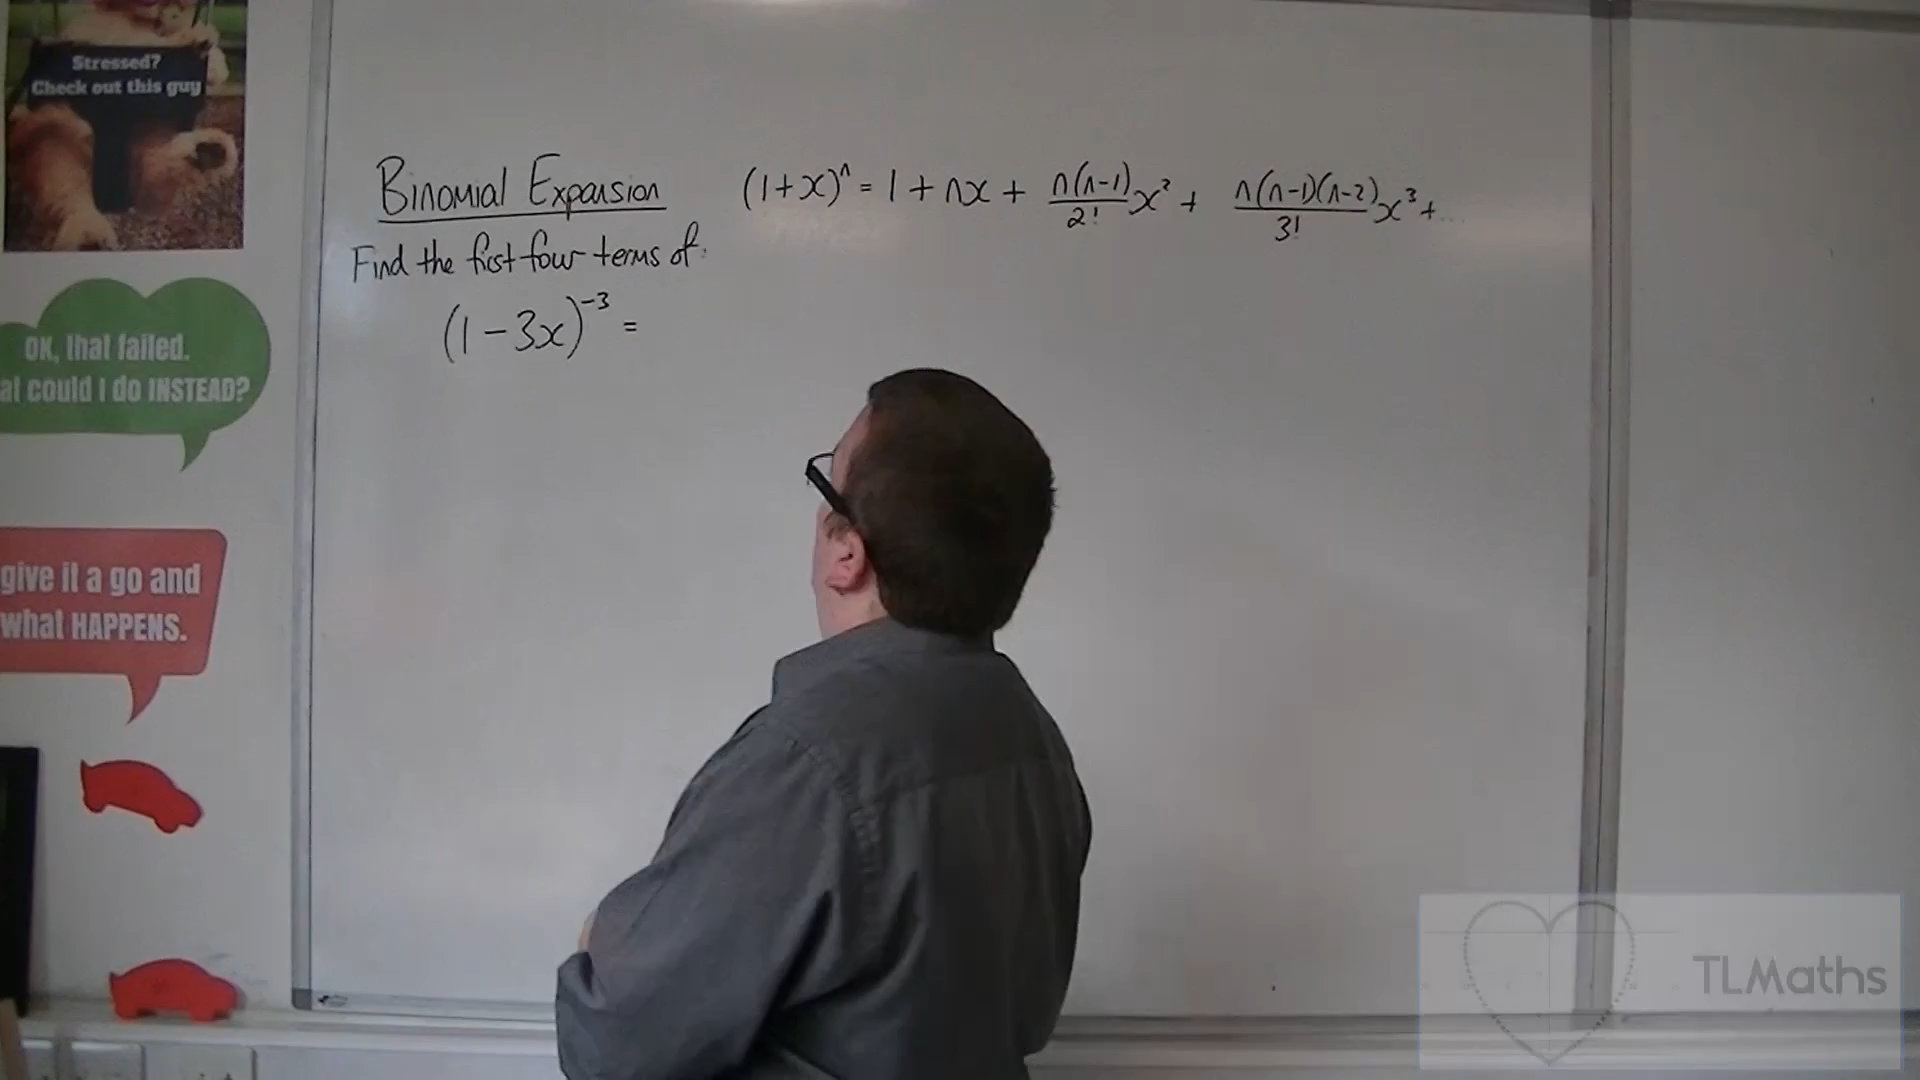 Stressed?
Check out this guy
Binomial Expansion
(1+x)^n = 1 + nx + n(n-1)/2! x² + n(n-1)(n-2)/3! x³ + ...
Find the first four terms of:
(1-3x)^-3 =
OK, that failed.
at could I do INSTEAD?
give it a go and
what HAPPENS.
TLMaths